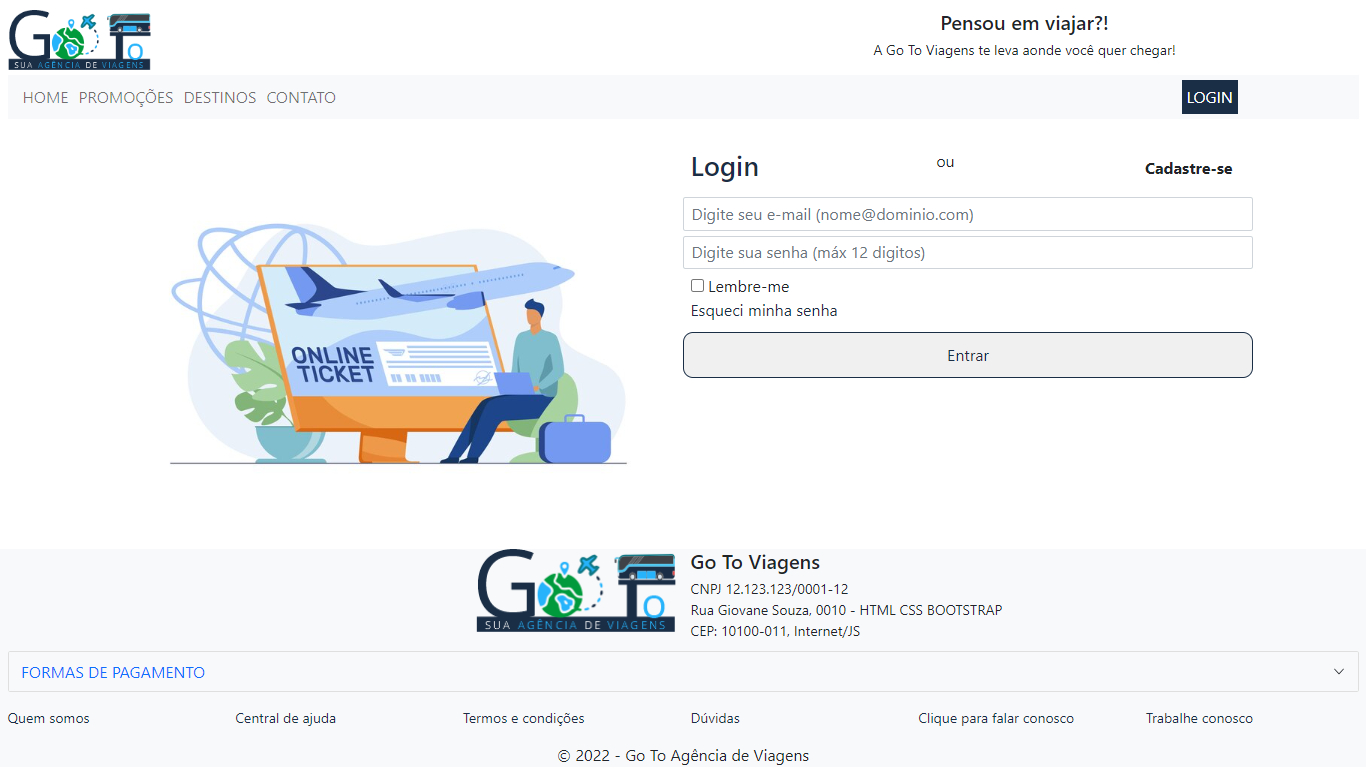 Go To
SUA AGÊNCIA DE VIAGENS
Pensou em viajar?!
A Go To Viagens te leva aonde você quer chegar!
HOME PROMOÇÕES DESTINOS CONTATO LOGIN
Login ou Cadastre-se
Digite seu e-mail (nome@dominio.com)
Digite sua senha (máx 12 digitos)
Lembre-me
Esqueci minha senha
Entrar
ONLINE
TICKET
Go To
SUA AGÊNCIA DE VIAGENS
Go To Viagens
CNPJ 12.123.123/0001-12
Rua Giovane Souza, 0010 - HTML CSS BOOTSTRAP
CEP: 10100-011, Internet/JS
FORMAS DE PAGAMENTO
Quem somos Central de ajuda Termos e condições Dúvidas Clique para falar conosco Trabalhe conosco
© 2022 - Go To Agência de Viagens